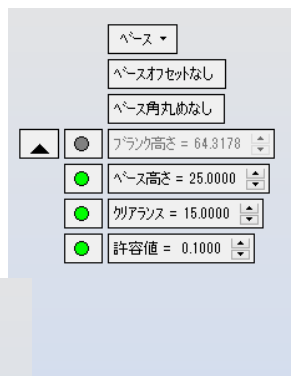 ベース
ベースオフセットなし
ベース角丸めなし
ブランク高さ = 64.3178
ベース高さ = 25.0000
クリアランス = 15.0000
許容値 = 0.1000